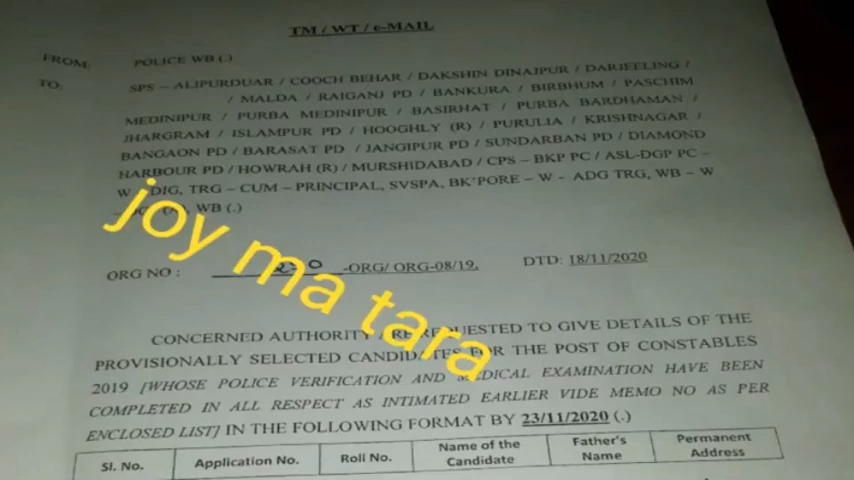 TM / WT / e-MAIL
FROM: POLICE WB (.)
TO: SPS – ALIPURDUAR / COOCH BEHAR / DAKSHIN DINAJPUR / DARJEELING /
/ MALDA / RAIGANJ PD / BANKURA / BIRBHUM / PASCHIM
MEDINIPUR / PURBA MEDINIPUR / BASIRHAT / PURBA BARDHAMAN /
JHARGRAM / ISLAMPUR PD / HOOGHLY (R) / PURULIA / KRISHNAGAR /
BANGAON PD / BARASAT PD / JANGIPUR PD / SUNDARBAN PD / DIAMOND
HARBOUR PD / HOWRAH (R) / MURSHIDABAD / CPS – BKP PC / ASL-DGP PC –
W – DIG, TRG – CUM – PRINCIPAL, SVSPA, BK'PORE – W - ADG TRG, WB – W
WB (.)
joy ma tara
ORG NO : -ORG/ ORG-08/19, DTD: 18/11/2020
CONCERNED AUTHORITY ARE REQUESTED TO GIVE DETAILS OF THE
PROVISIONALLY SELECTED CANDIDATES FOR THE POST OF CONSTABLES
2019 [WHOSE POLICE VERIFICATION AND MEDICAL EXAMINATION HAVE BEEN
COMPLETED IN ALL RESPECT AS INTIMATED EARLIER VIDE MEMO NO AS PER
ENCLOSED LIST] IN THE FOLLOWING FORMAT BY 23/11/2020 (.)
Sl. No. Application No. Roll No. Name of the Candidate Father's Name Permanent Address